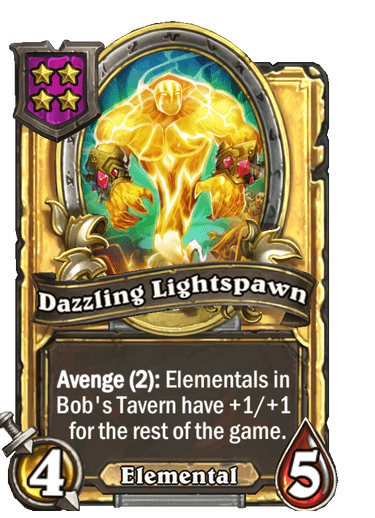 Dazzling Lightspawn
Avenge (2): Elementals in
Bob's Tavern have +1/+1
for the rest of the game.
4
Elemental
5